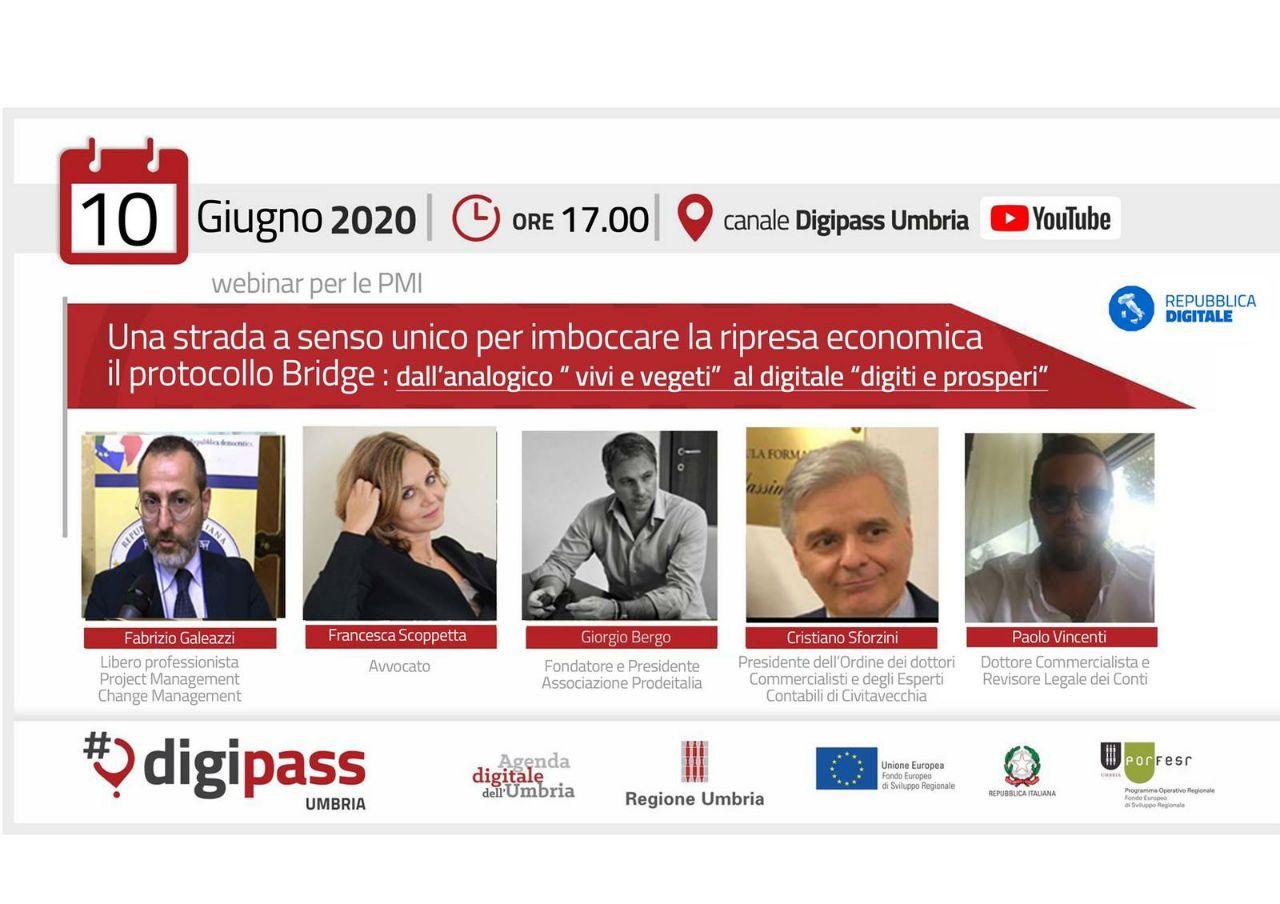 10 Giugno 2020 ORE 17.00 canale Digipass Umbria YouTube
webinar per le PMI
REPUBBLICA
DIGITALE
Una strada a senso unico per imboccare la ripresa economica
il protocollo Bridge : dall'analogico “ vivi e vegeti” al digitale “digiti e prosperi”
Fabrizio Galeazzi
Libero professionista
Project Management
Change Management
Francesca Scoppetta
Avvocato
Giorgio Bergo
Fondatore e Presidente
Associazione Prodeitalia
LA FORMA
Cristiano Sforzini
Presidente dell'Ordine dei dottori
Commercialisti e degli Esperti
Contabili di Civitavecchia
Paolo Vincenti
Dottore Commercialista e
Revisore Legale dei Conti
# digipass
UMBRIA
Agenda
digitale
dell'Umbria
Regione Umbria
Unione Europea
Fondo Europeo
di Sviluppo Regionale
REPUBBLICA ITALIANA
UMBRIA
porfesr
Programma Operativo Regionale
Fondo Europeo
di Sviluppo Regionale